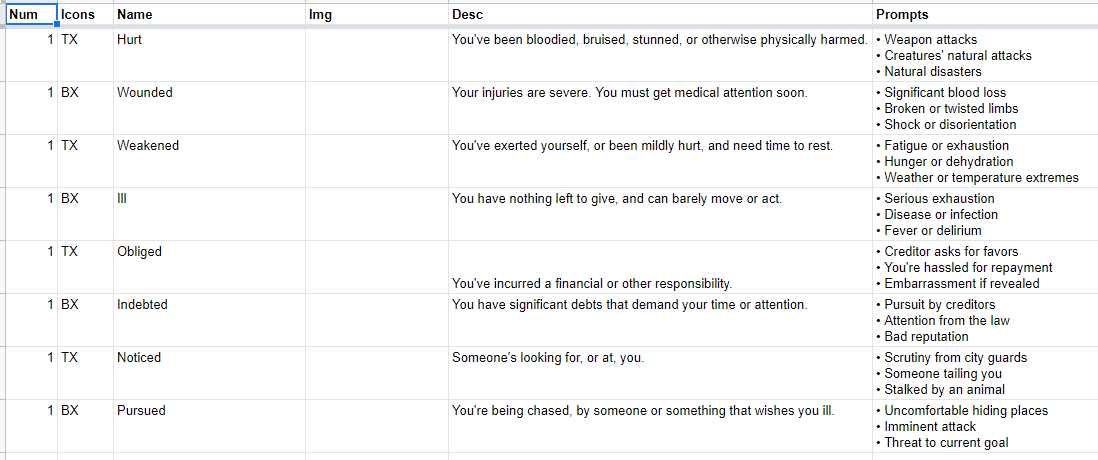 Num Icons Name Img Desc Prompts
1 TX Hurt You've been bloodied, bruised, stunned, or otherwise physically harmed. • Weapon attacks
• Creatures' natural attacks
• Natural disasters
1 BX Wounded Your injuries are severe. You must get medical attention soon. • Significant blood loss
• Broken or twisted limbs
• Shock or disorientation
1 TX Weakened You've exerted yourself, or been mildly hurt, and need time to rest. • Fatigue or exhaustion
• Hunger or dehydration
• Weather or temperature extremes
1 BX Ill You have nothing left to give, and can barely move or act. • Serious exhaustion
• Disease or infection
• Fever or delirium
1 TX Obliged • Creditor asks for favors
• You're hassled for repayment
You've incurred a financial or other responsibility. • Embarrassment if revealed
1 BX Indebted You have significant debts that demand your time or attention. • Pursuit by creditors
• Attention from the law
• Bad reputation
1 TX Noticed Someone's looking for, or at, you. • Scrutiny from city guards
• Someone tailing you
• Stalked by an animal
1 BX Pursued You're being chased, by someone or something that wishes you ill. • Uncomfortable hiding places
• Imminent attack
• Threat to current goal